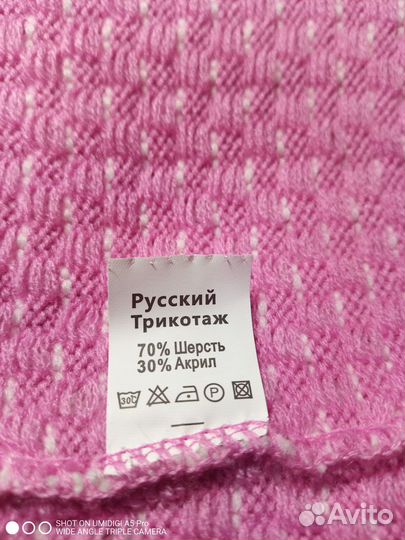 Русский
Трикотаж
70% Шерсть
30% Акрил
30
P
SHOT ON UMIDIGI A5 Pro
WIDE ANGLE TRIPLE CAMERA
Avito